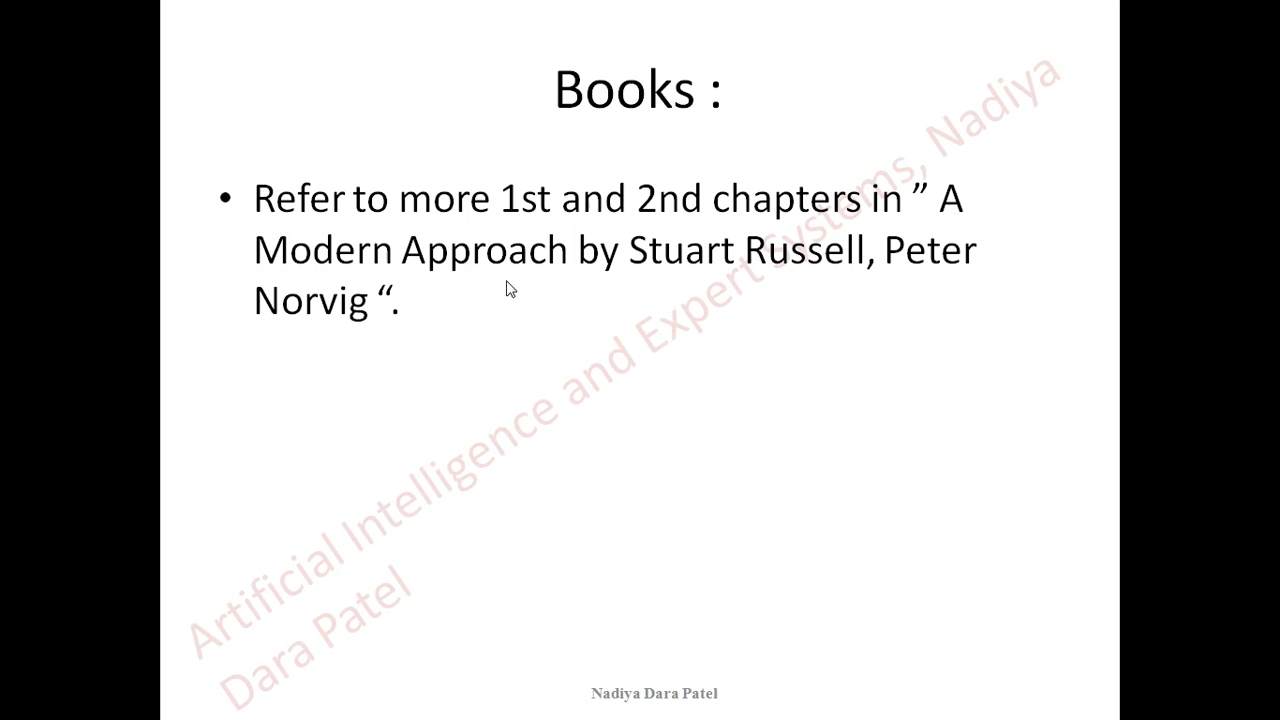 Books :
• Refer to more 1st and 2nd chapters in ” A
Modern Approach by Stuart Russell, Peter
Norvig “.
Artificial Intelligence and Expert Systems, Nadiya
Dara Patel
Nadiya Dara Patel